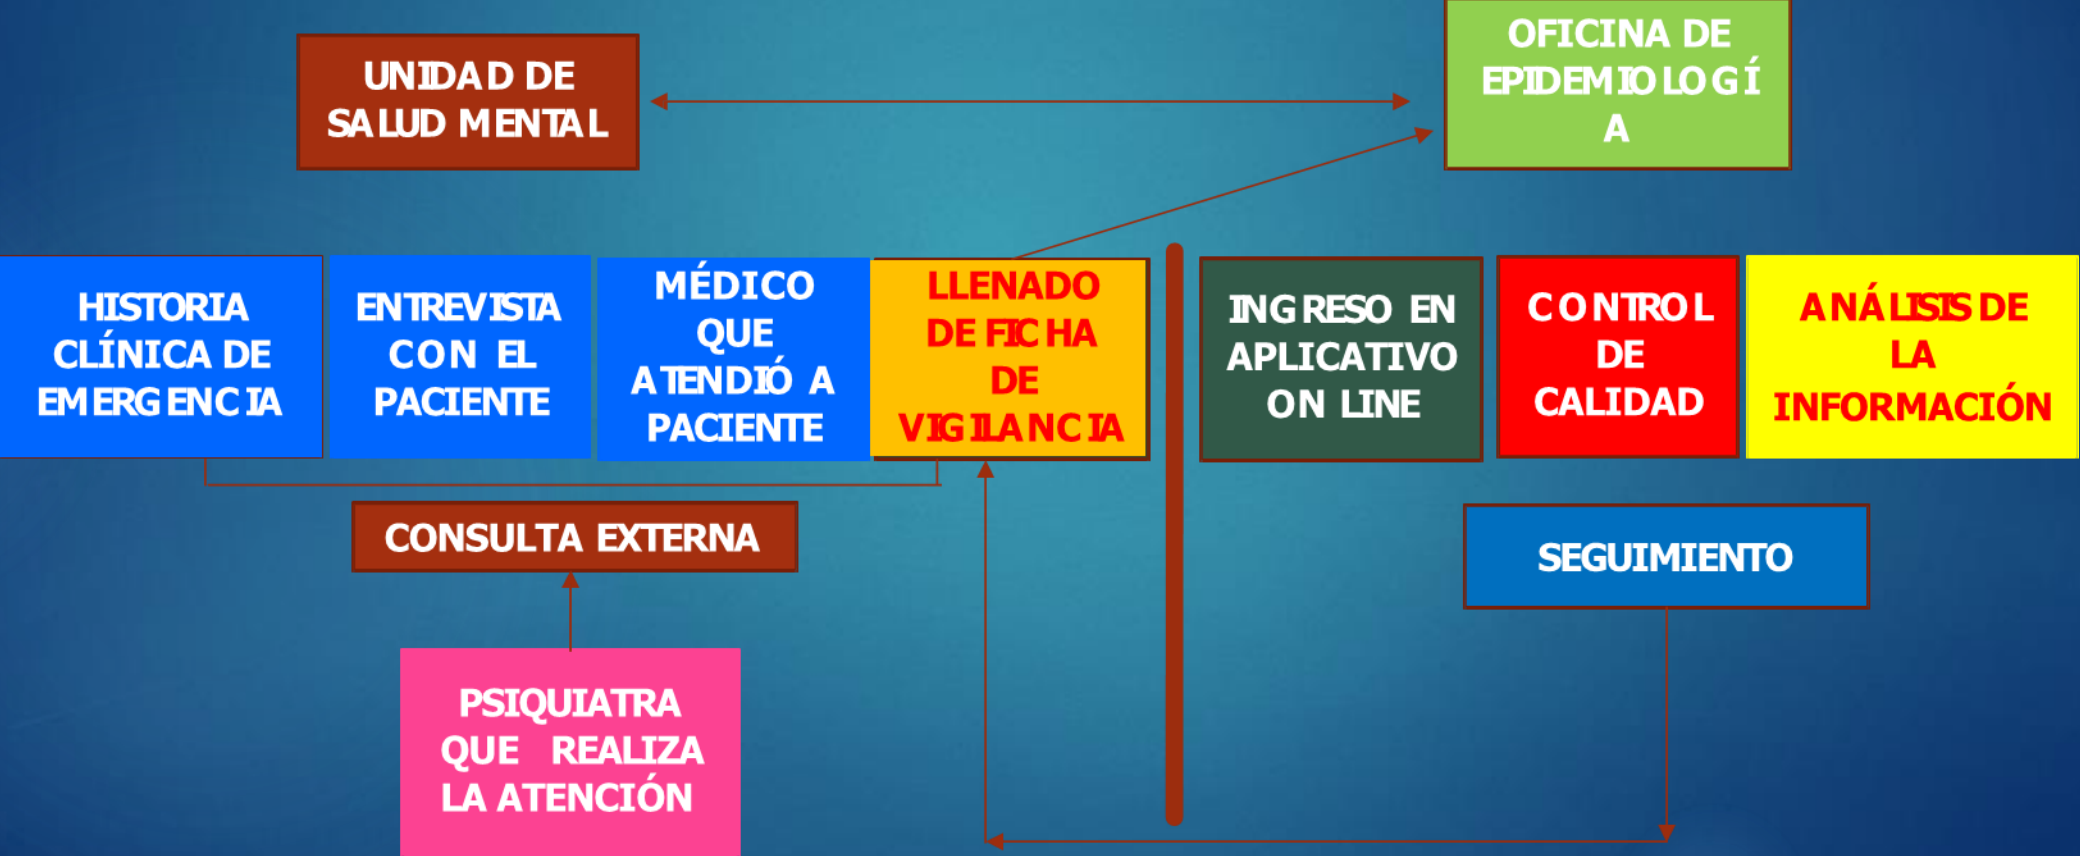 UNIDAD DE
SALUD MENTAL
OFICINA DE
EPIDEMIOLOGÍ
A
HISTORIA
CLÍNICA DE
EMERGENCIA
ENTREVISTA
CON EL
PACIENTE
MÉDICO
QUE
ATENDIÓ A
PACIENTE
LLENADO
DE FICHA
DE
VIGILANCIA
INGRESO EN
APLICATIVO
ON LINE
CONTROL
DE
CALIDAD
ANÁLISIS DE
LA
INFORMACIÓN
CONSULTA EXTERNA
SEGUIMIENTO
PSIQUIATRA
QUE REALIZA
LA ATENCIÓN